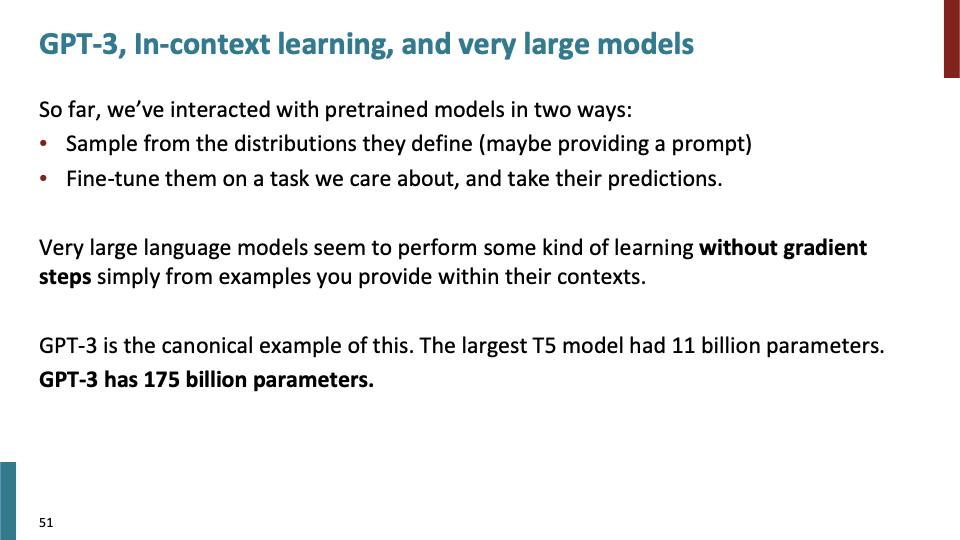 GPT-3, In-context learning, and very large models
So far, we’ve interacted with pretrained models in two ways:
• Sample from the distributions they define (maybe providing a prompt)
• Fine-tune them on a task we care about, and take their predictions.
Very large language models seem to perform some kind of learning without gradient
steps simply from examples you provide within their contexts.
GPT-3 is the canonical example of this. The largest T5 model had 11 billion parameters.
GPT-3 has 175 billion parameters.
51